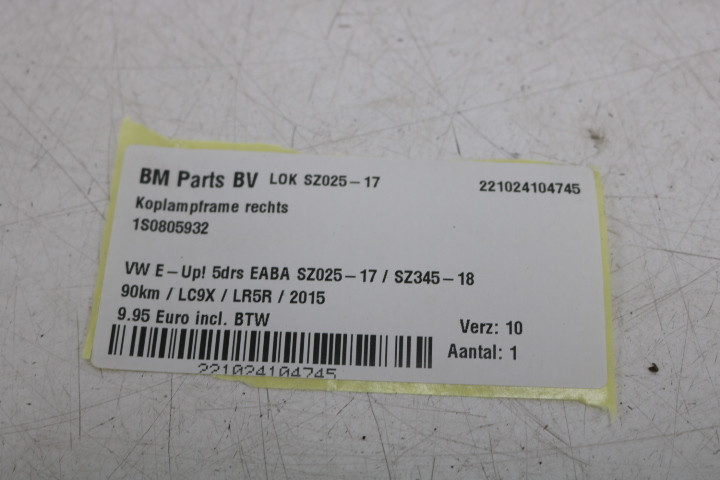 BM Parts BV LOK SZ025-17 221024104745
Koplampframe rechts
1S0805932
VW E-Up! 5drs EABA SZ025-17 / SZ345-18
90km / LC9X / LR5R / 2015
9.95 Euro incl. BTW
Verz: 10
Aantal: 1
221024104745